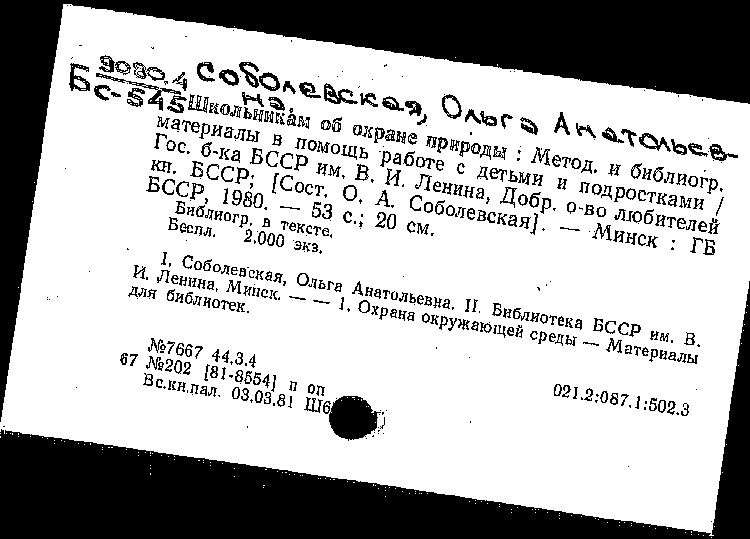 Б 9080.4 Соболевская, Ольга Анатольев-
БС-545 на.
Школьникам об охране природы : Метод. и библиогр.
материалы в помощь работе с детьми и подростками /
Гос. б-ка БССР им. В. И. Ленина, Добр. о-во любителей
кн. БССР; [Сост. О. А. Соболевская]. — Минск : ГБ
БССР, 1980. — 53 с.; 20 см.
Библиогр. в тексте.
Беспл. 2.000 экз.
I. Соболевская, Ольга Анатольевна. II. Библиотека БССР им. В.
И. Ленина, Минск. — — 1. Охрана окружающей среды — Материалы
для библиотек.
№7667 44.3.4
67 №202 [81-8554] п оп
Вс.кн.пал. 03.03.81 Ш6
021.2:087.1:502.3